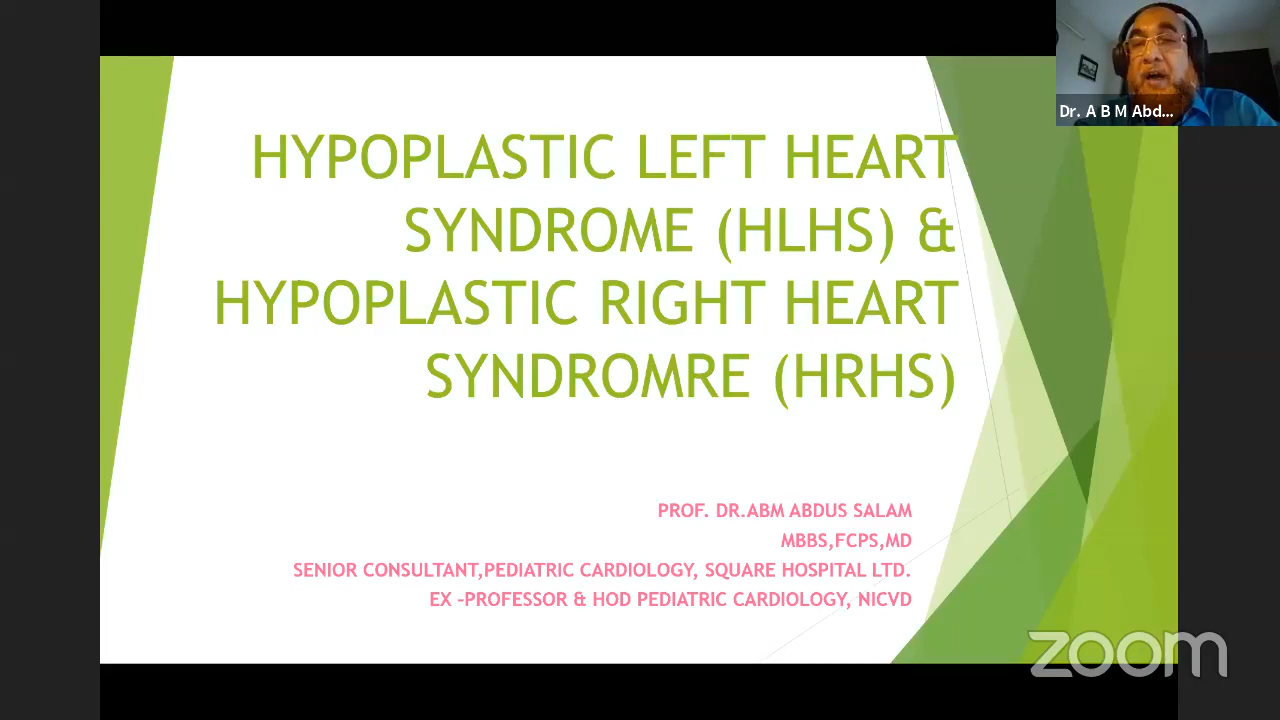 Dr. A B M Abd...
HYPOPLASTIC LEFT HEART
SYNDROME (HLHS) &
HYPOPLASTIC RIGHT HEART
SYNDROMRE (HRHS)
PROF. DR.ABM ABDUS SALAM
MBBS,FCPS,MD
SENIOR CONSULTANT,PEDIATRIC CARDIOLOGY, SQUARE HOSPITAL LTD.
EX –PROFESSOR & HOD PEDIATRIC CARDIOLOGY, NICVD
zoom